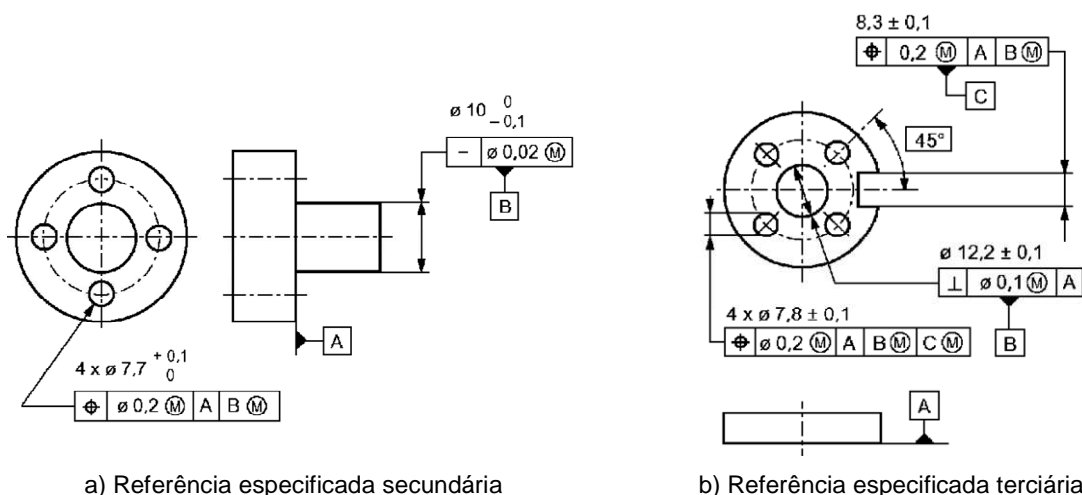 ø 10 0 -0,1
— ø 0,02 Ⓜ
B
A
4 x ø 7,7 +0,1 0
⌖ ø 0,2 Ⓜ A B Ⓜ
a) Referência especificada secundária
8,3 ± 0,1
⌖ 0,2 Ⓜ A B Ⓜ
C
45°
ø 12,2 ± 0,1
⊥ ø 0,1 Ⓜ A
B
4 x ø 7,8 ± 0,1
⌖ ø 0,2 Ⓜ A B Ⓜ C Ⓜ
A
b) Referência especificada terciária